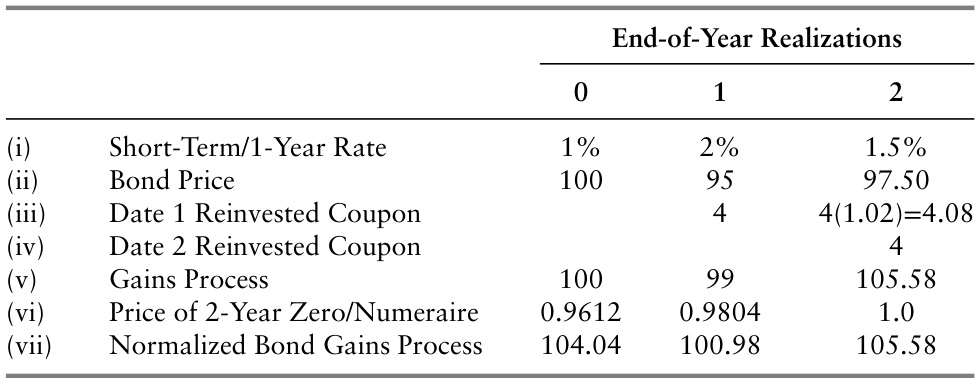 End-of-Year Realizations
0 1 2
(i) Short-Term/1-Year Rate 1% 2% 1.5%
(ii) Bond Price 100 95 97.50
(iii) Date 1 Reinvested Coupon 4 4(1.02)=4.08
(iv) Date 2 Reinvested Coupon 4
(v) Gains Process 100 99 105.58
(vi) Price of 2-Year Zero/Numeraire 0.9612 0.9804 1.0
(vii) Normalized Bond Gains Process 104.04 100.98 105.58